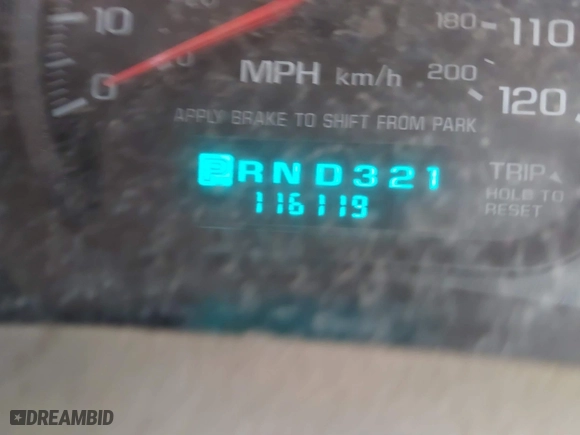 10
0
20
180
110
MPH km/h
200
120
APPLY BRAKE TO SHIFT FROM PARK
PRND321
TRIP
116119
HOLD TO
RESET
DREAMBID